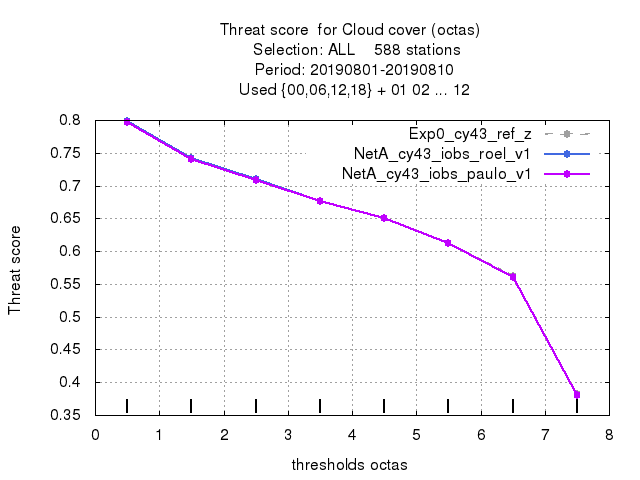 Threat score  for Cloud cover (octas)
Selection: ALL    588 stations
Period: 20190801-20190810
Used {00,06,12,18} + 01 02 ... 12
Exp0_cy43_ref_z
NetA_cy43_iobs_roel_v1
NetA_cy43_iobs_paulo_v1
Threat score
0.8
0.75
0.7
0.65
0.6
0.55
0.5
0.45
0.4
0.35
0 1 2 3 4 5 6 7 8
thresholds octas